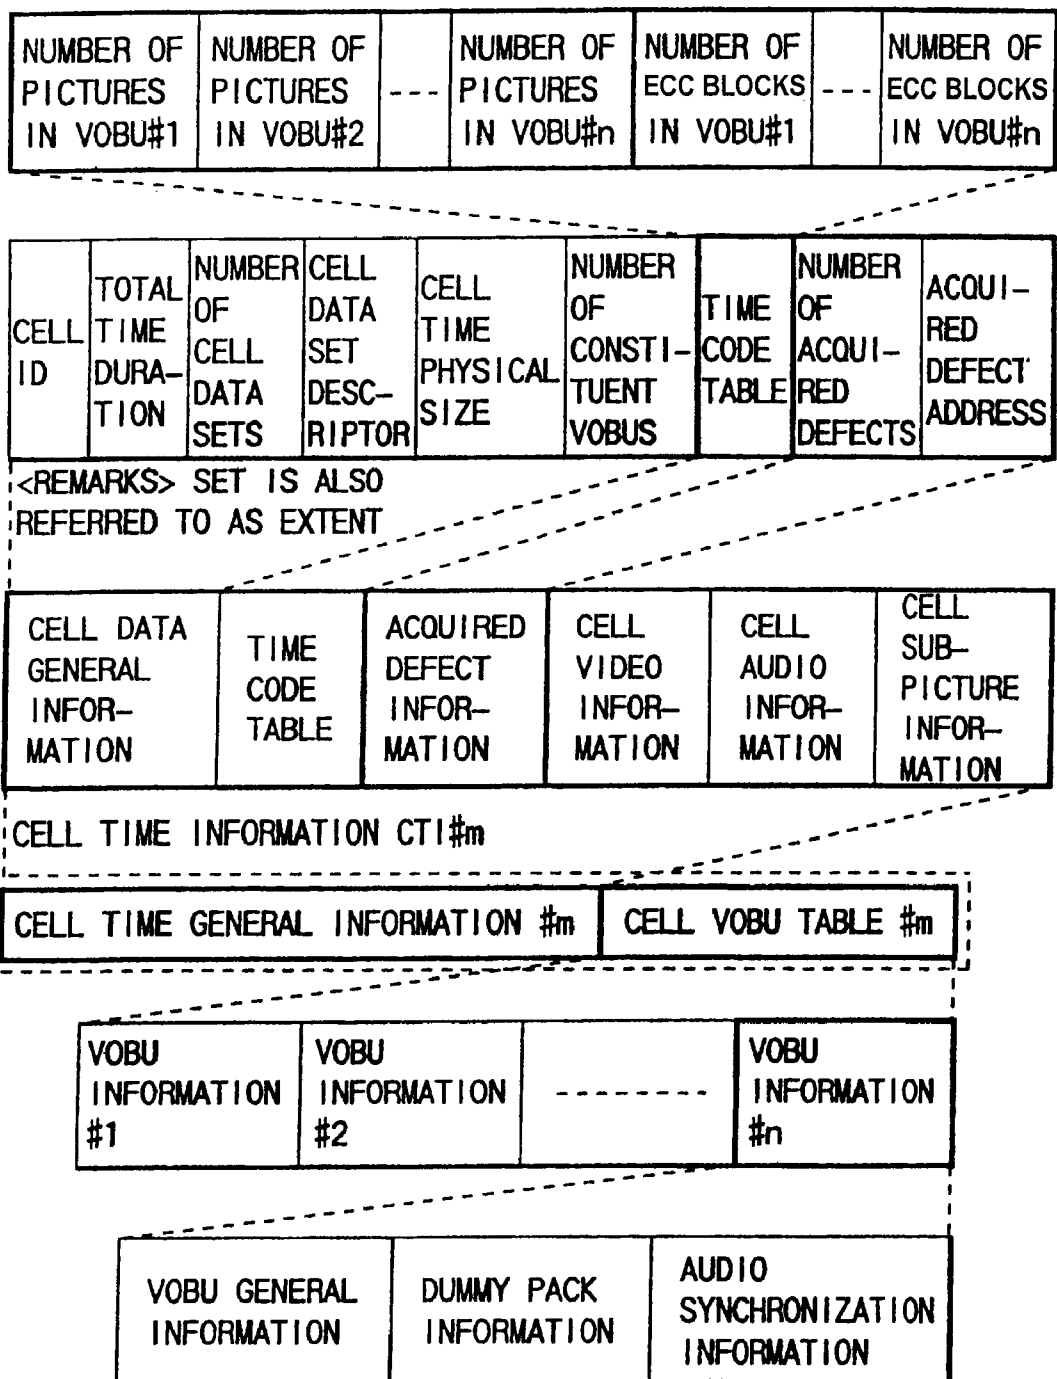 NUMBER OF PICTURES IN VOBU#1
NUMBER OF PICTURES IN VOBU#2
---
NUMBER OF PICTURES IN VOBU#n
NUMBER OF ECC BLOCKS IN VOBU#1
---
NUMBER OF ECC BLOCKS IN VOBU#n
CELL ID
TOTAL TIME DURA-TION
NUMBER OF CELL DATA SETS
CELL DATA SET DESC-RIPTOR
CELL TIME PHYSICAL SIZE
NUMBER OF CONSTI-TUENT VOBUS
TIME CODE TABLE
NUMBER OF ACQUI-RED DEFECTS
ACQUI-RED DEFECT ADDRESS
<REMARKS> SET IS ALSO
REFERRED TO AS EXTENT
CELL DATA GENERAL INFOR-MATION
TIME CODE TABLE
ACQUIRED DEFECT INFOR-MATION
CELL VIDEO INFOR-MATION
CELL AUDIO INFOR-MATION
CELL SUB-PICTURE INFOR-MATION
CELL TIME INFORMATION CTI#m
CELL TIME GENERAL INFORMATION #m
CELL VOBU TABLE #m
VOBU INFORMATION #1
VOBU INFORMATION #2
--------
VOBU INFORMATION #n
VOBU GENERAL INFORMATION
DUMMY PACK INFORMATION
AUDIO SYNCHRONIZATION INFORMATION